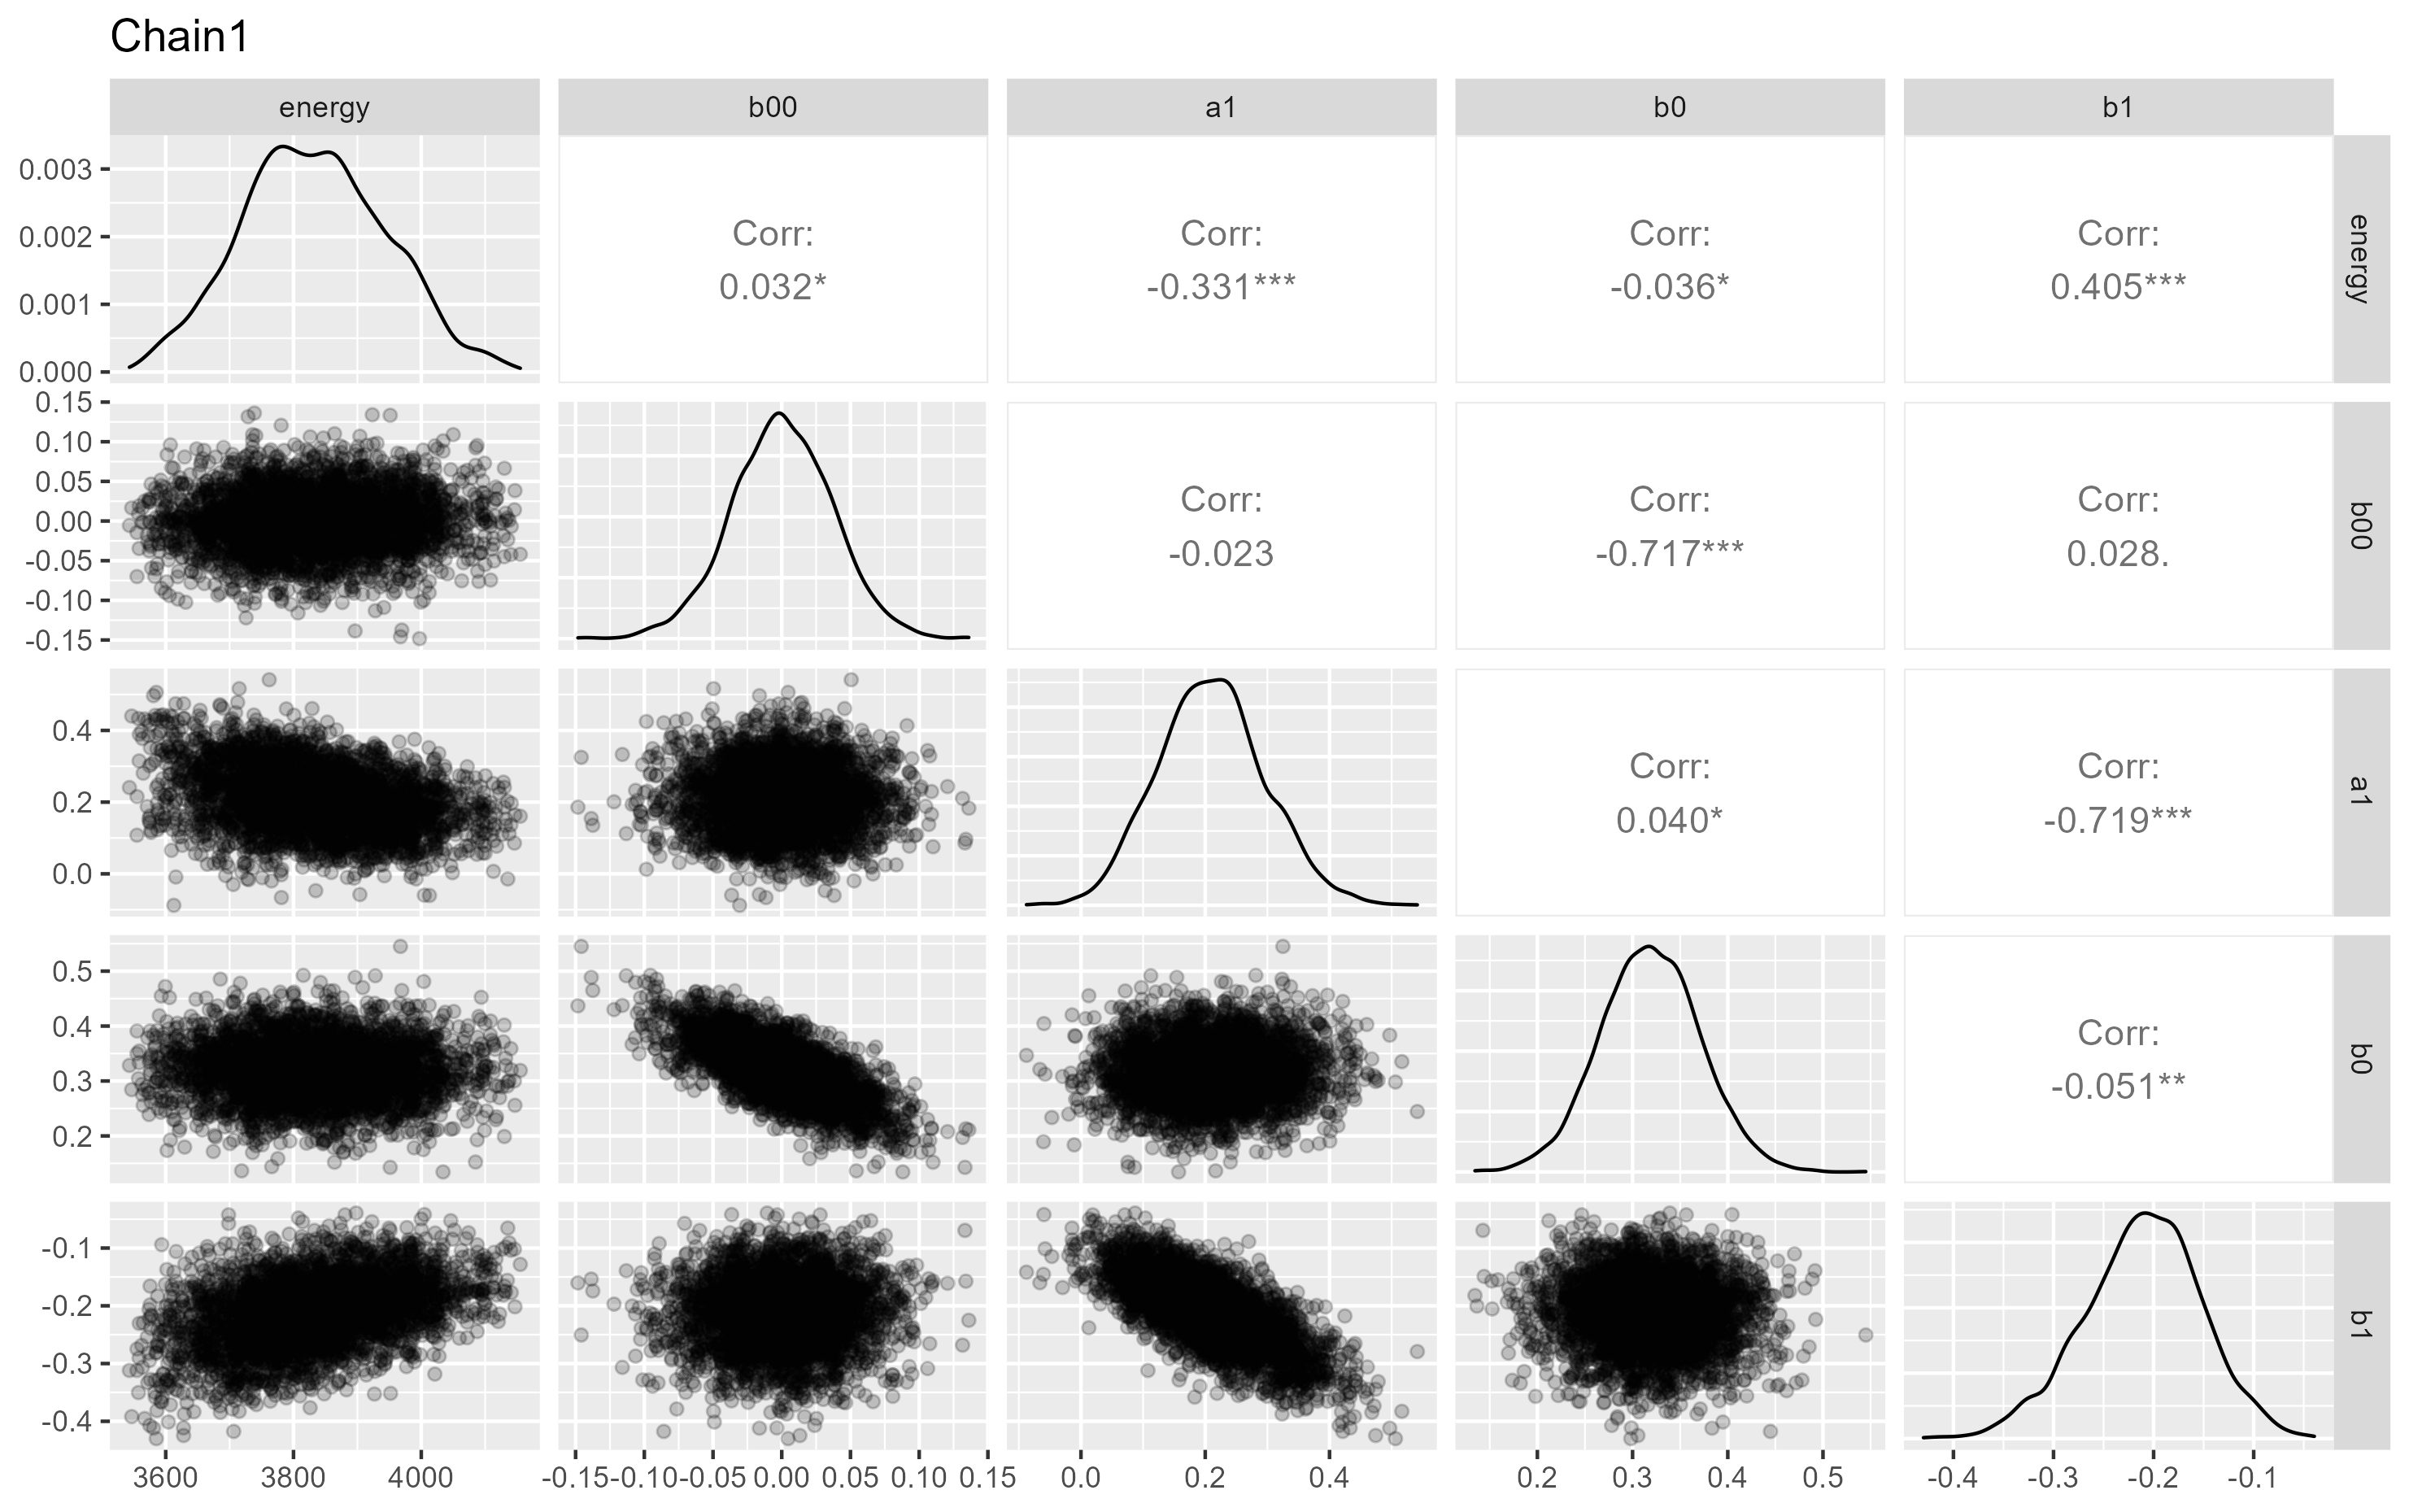 Chain1
energy
b00
a1
b0
b1
0.003
0.002
0.001
0.000
Corr:
0.032*
Corr:
-0.331***
Corr:
-0.036*
Corr:
0.405***
energy
0.15
0.10
0.05
0.00
-0.05
-0.10
-0.15
Corr:
-0.023
Corr:
-0.717***
Corr:
0.028.
b00
0.4
0.2
0.0
Corr:
0.040*
Corr:
-0.719***
a1
0.5
0.4
0.3
0.2
Corr:
-0.051**
b0
-0.1
-0.2
-0.3
-0.4
b1
3600 3800 4000
-0.15 -0.10 -0.05 0.00 0.05 0.10 0.15
0.0 0.2 0.4
0.2 0.3 0.4 0.5
-0.4 -0.3 -0.2 -0.1